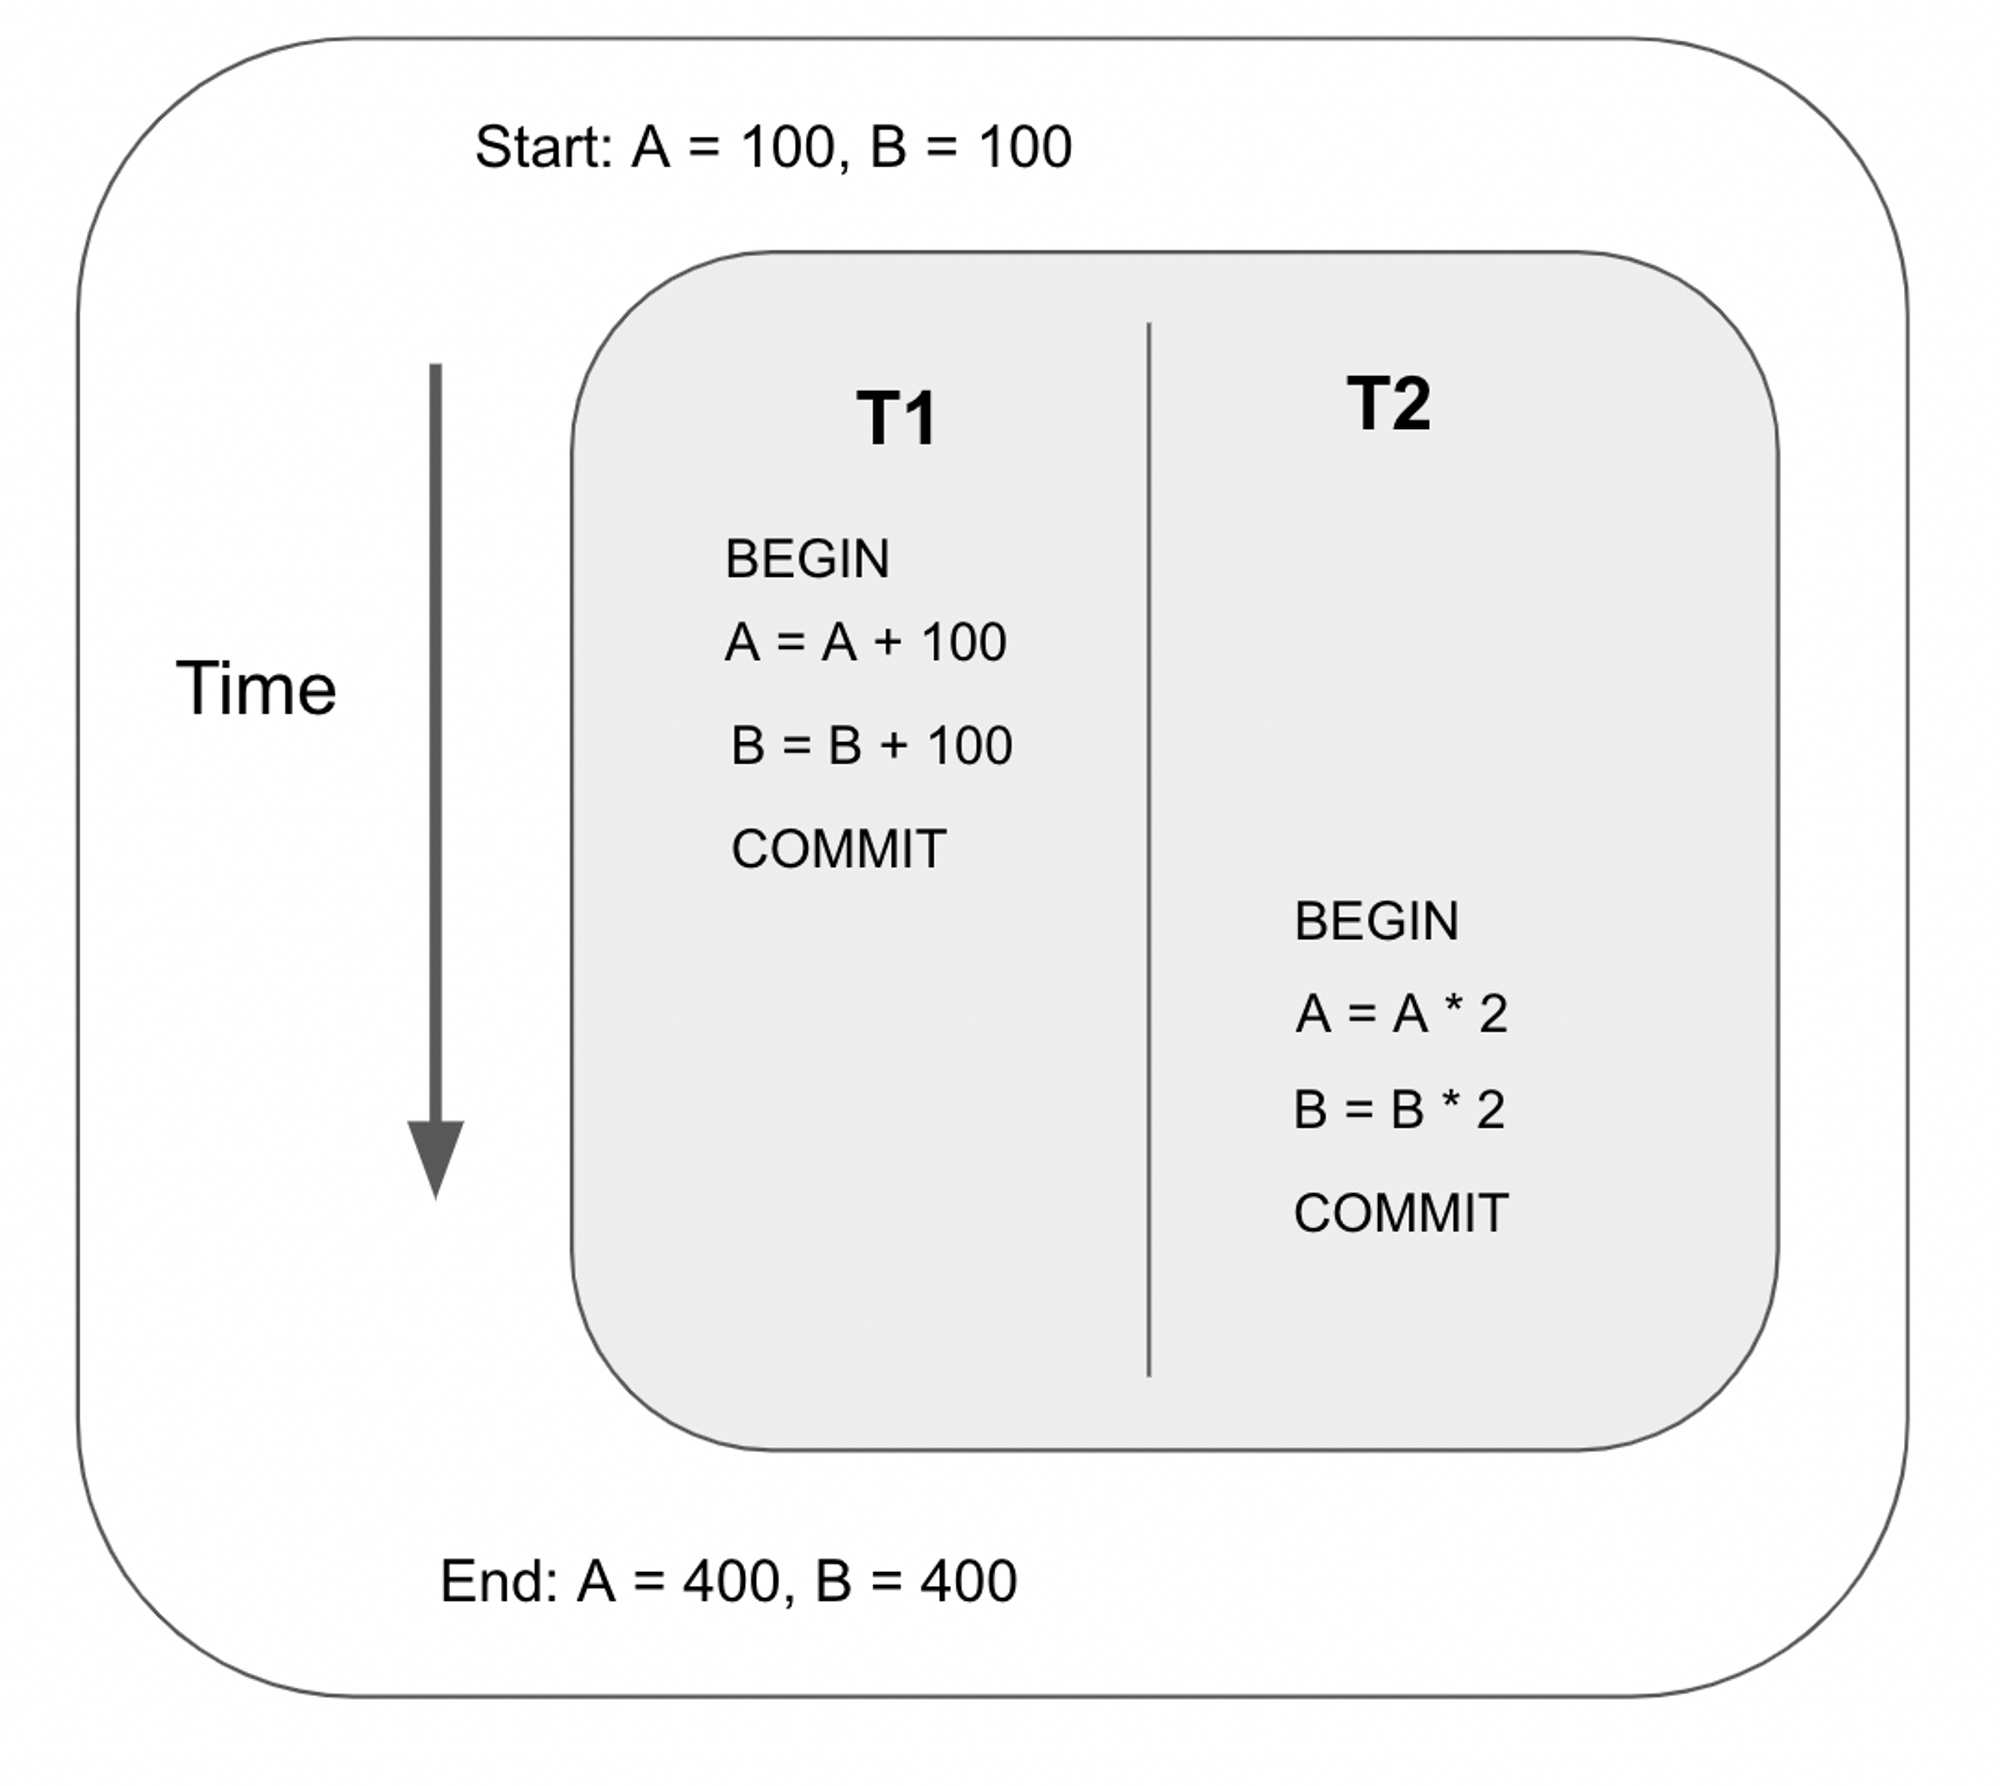 Start: A = 100, B = 100
Time
T1
BEGIN
A = A + 100
B = B + 100
COMMIT
T2
BEGIN
A = A * 2
B = B * 2
COMMIT
End: A = 400, B = 400